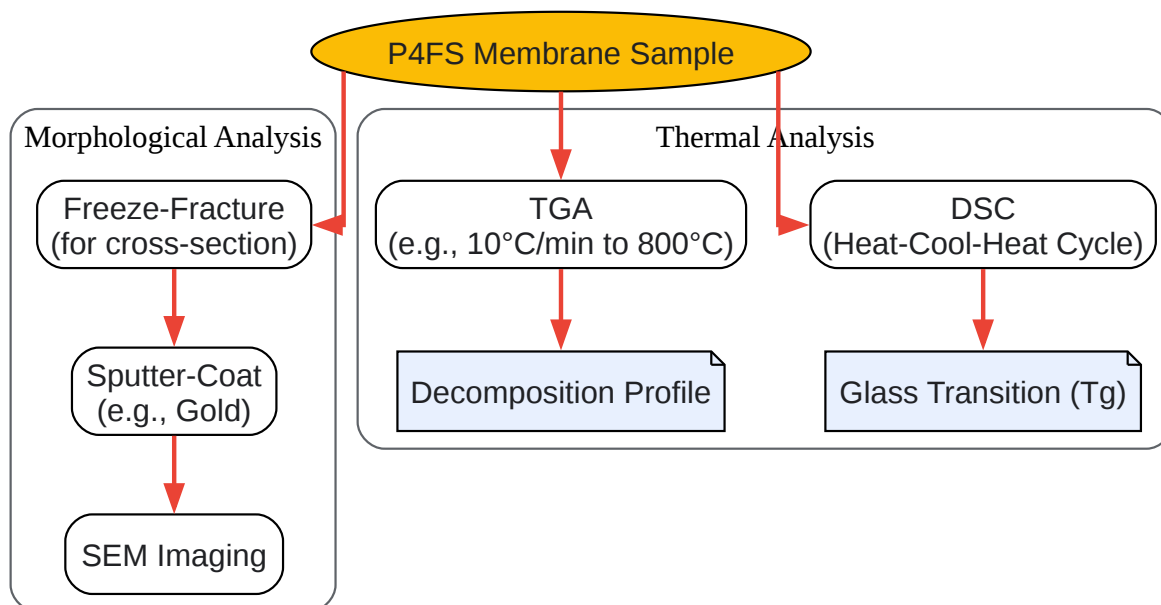 P4FS Membrane Sample
Morphological Analysis
Thermal Analysis
Freeze-Fracture
(for cross-section)
TGA
(e.g., 10°C/min to 800°C)
DSC
(Heat-Cool-Heat Cycle)
Sputter-Coat
(e.g., Gold)
Decomposition Profile
Glass Transition (Tg)
SEM Imaging